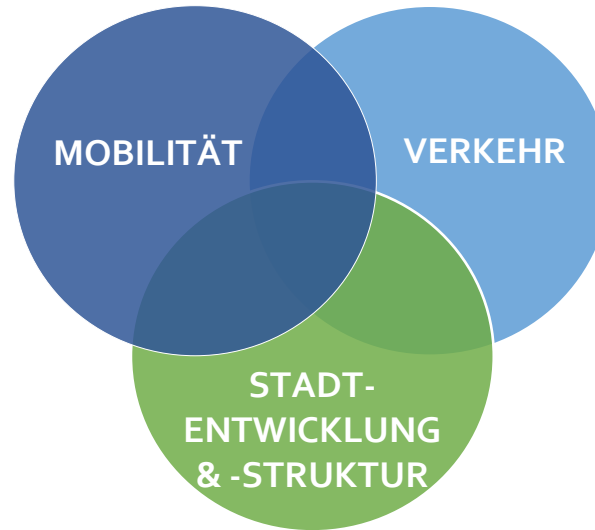 MOBILITÄT
VERKEHR
STADT-
ENTWICKLUNG
& -STRUKTUR